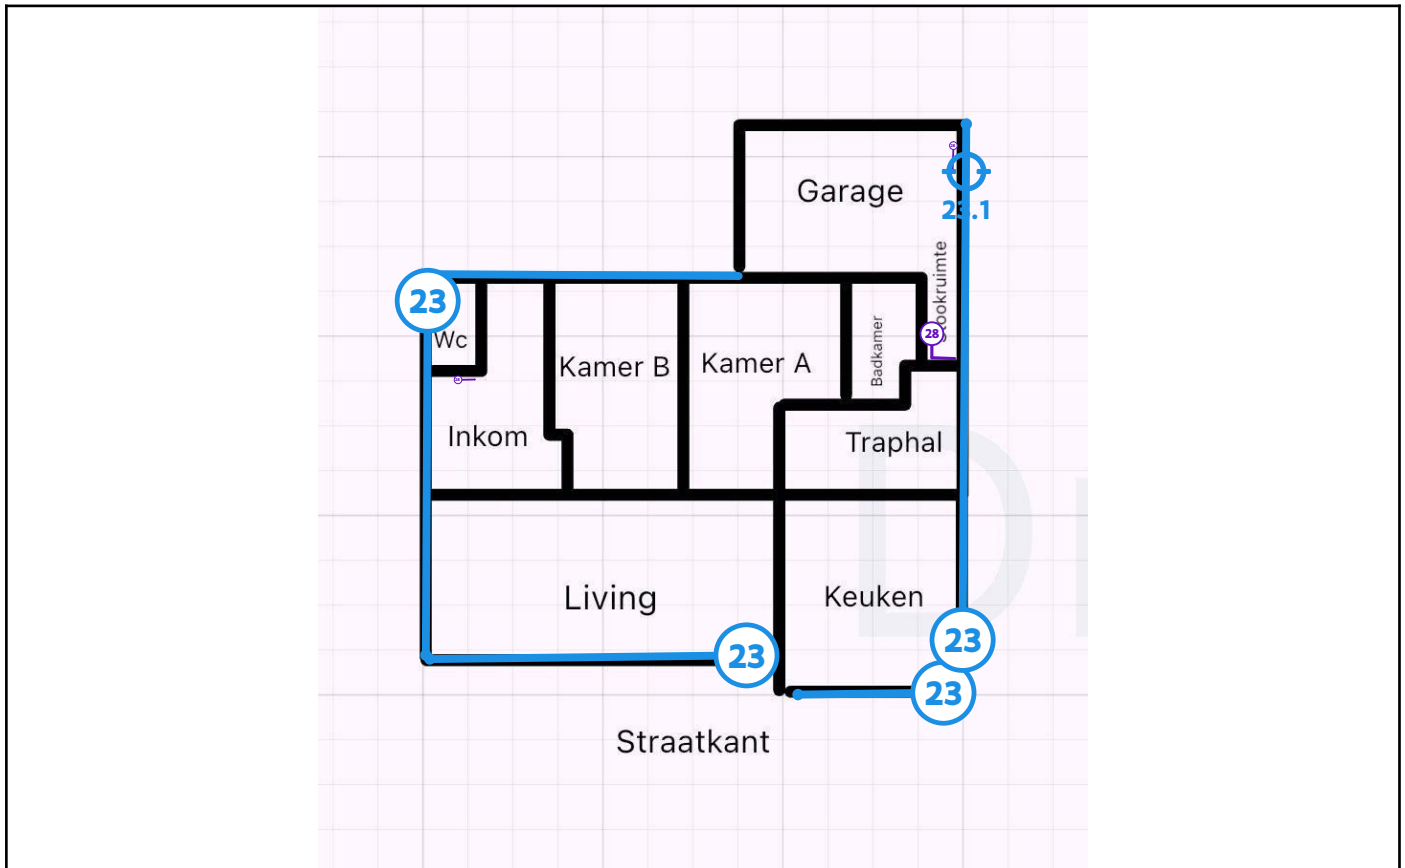 Garage
23.1
Stookruimte
23
Wc
28
Kamer B
Kamer A
Badkamer
Inkom
Traphal
Living
Keuken
23
23
23
Straatkant